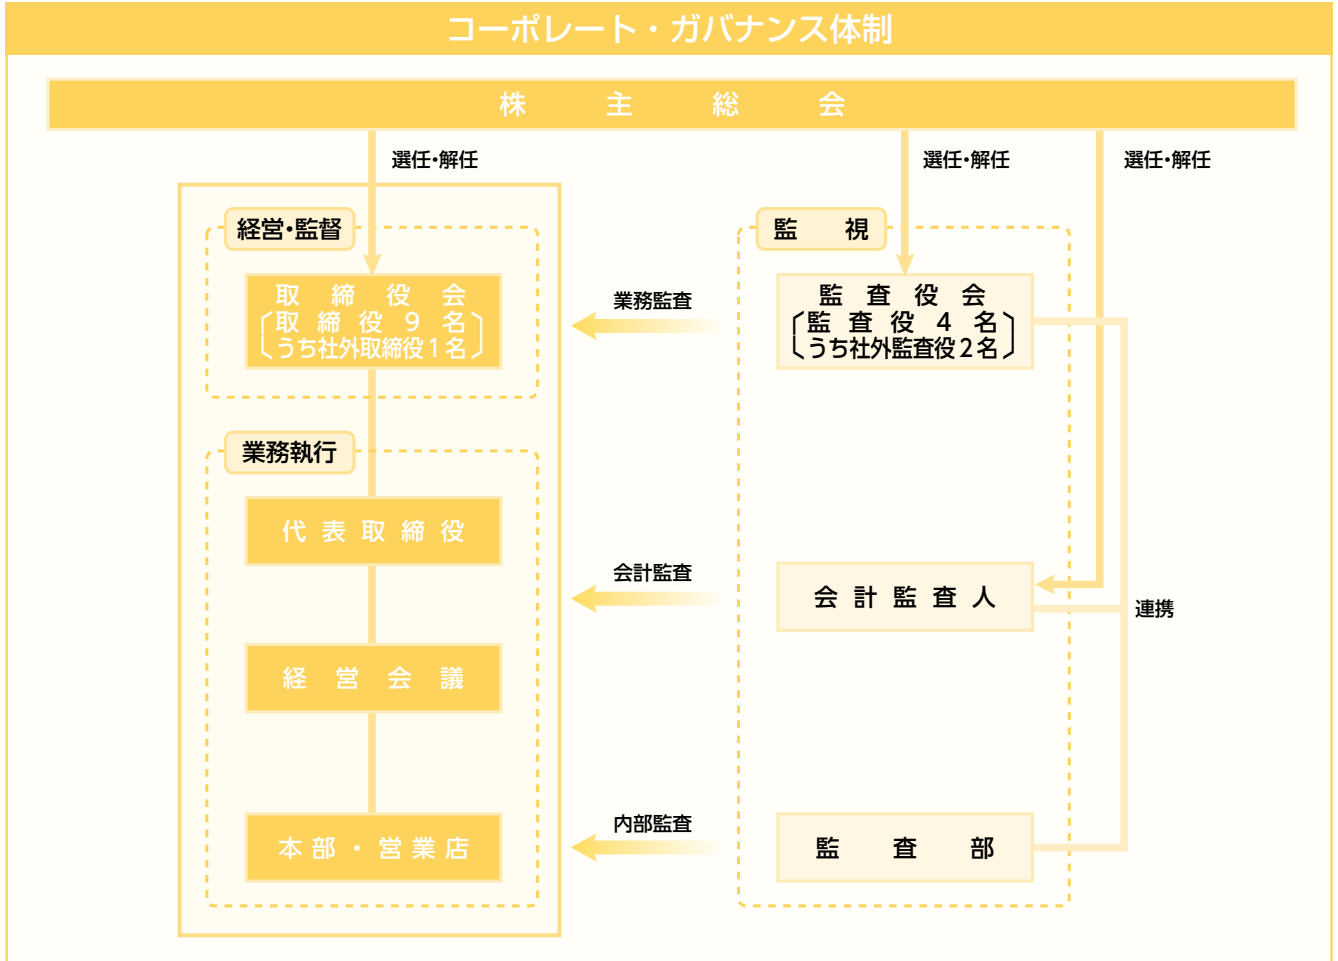 コーポレート・ガバナンス体制
株主総会
選任・解任
選任・解任
選任・解任
経営・監督
取締役会
取締役9名
うち社外取締役1名
業務監査
監視
監査役会
監査役4名
うち社外監査役2名
業務執行
代表取締役
会計監査
会計監査人
連携
経営会議
本部・営業店
内部監査
監査部